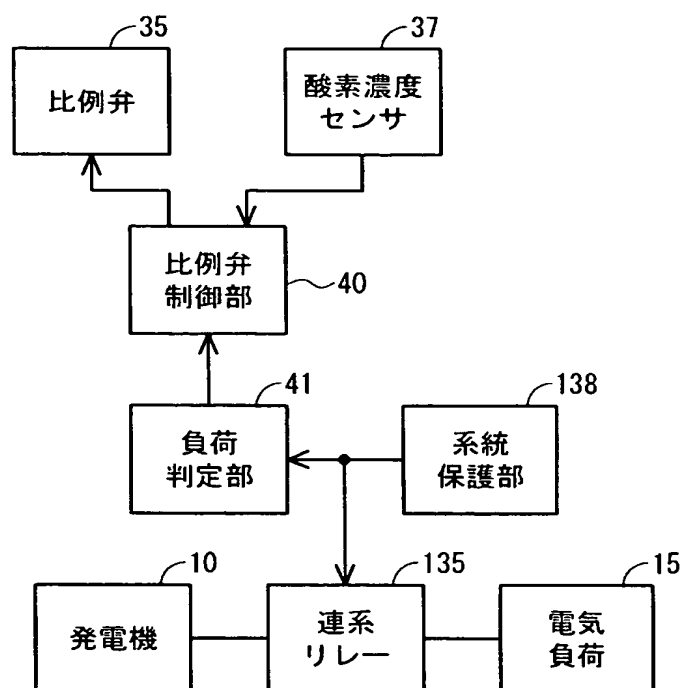 35
比例弁
37
酸素濃度
センサ
比例弁
制御部
40
41
負荷
判定部
138
系統
保護部
10
発電機
135
連系
リレー
15
電気
負荷